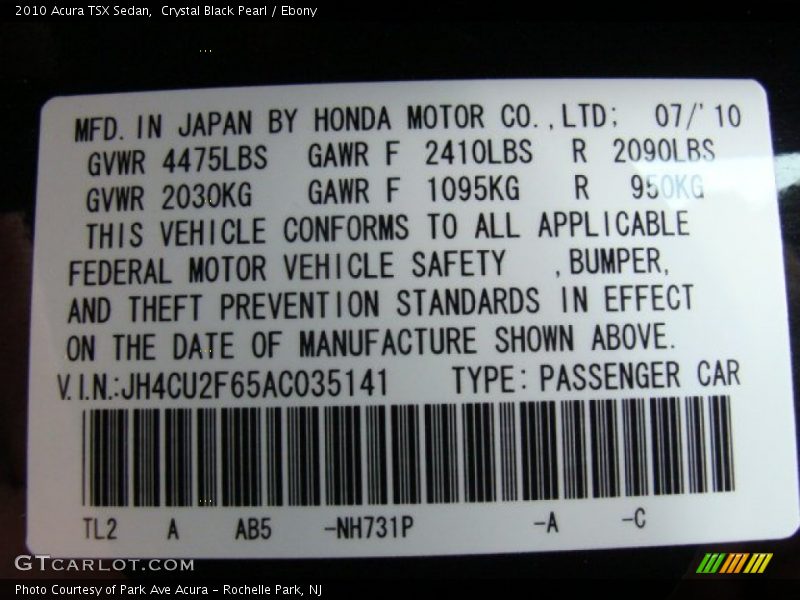 2010 Acura TSX Sedan,  Crystal Black Pearl / Ebony
MFD. IN JAPAN BY HONDA MOTOR CO.,LTD; 07/'10
GVWR 4475LBS GAWR F 2410LBS R 2090LBS
GVWR 2030KG GAWR F 1095KG R 950KG
THIS VEHICLE CONFORMS TO ALL APPLICABLE
FEDERAL MOTOR VEHICLE SAFETY ,BUMPER,
AND THEFT PREVENTION STANDARDS IN EFFECT
ON THE DATE OF MANUFACTURE SHOWN ABOVE.
V.I.N.:JH4CU2F65AC035141 TYPE: PASSENGER CAR
TL2 A AB5 -NH731P -A -C
GTCARLOT.COM
Photo Courtesy of Park Ave Acura - Rochelle Park, NJ